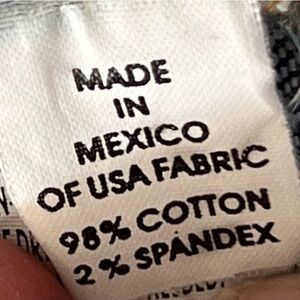 MADE
IN
MEXICO
OF USA FABRIC
98% COTTON
2% SPANDEX